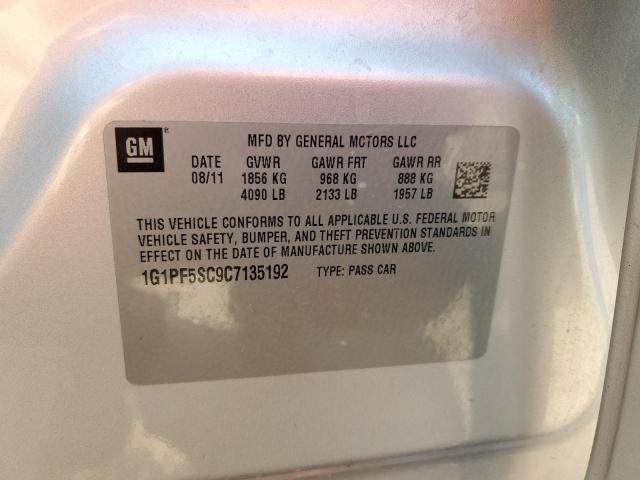 GM
MFD BY GENERAL MOTORS LLC
DATE GVWR GAWR FRT GAWR RR
08/11 1856 KG 968 KG 888 KG
4090 LB 2133 LB 1957 LB
THIS VEHICLE CONFORMS TO ALL APPLICABLE U.S. FEDERAL MOTOR
VEHICLE SAFETY, BUMPER, AND THEFT PREVENTION STANDARDS IN
EFFECT ON THE DATE OF MANUFACTURE SHOWN ABOVE.
1G1PF5SC9C7135192 TYPE: PASS CAR